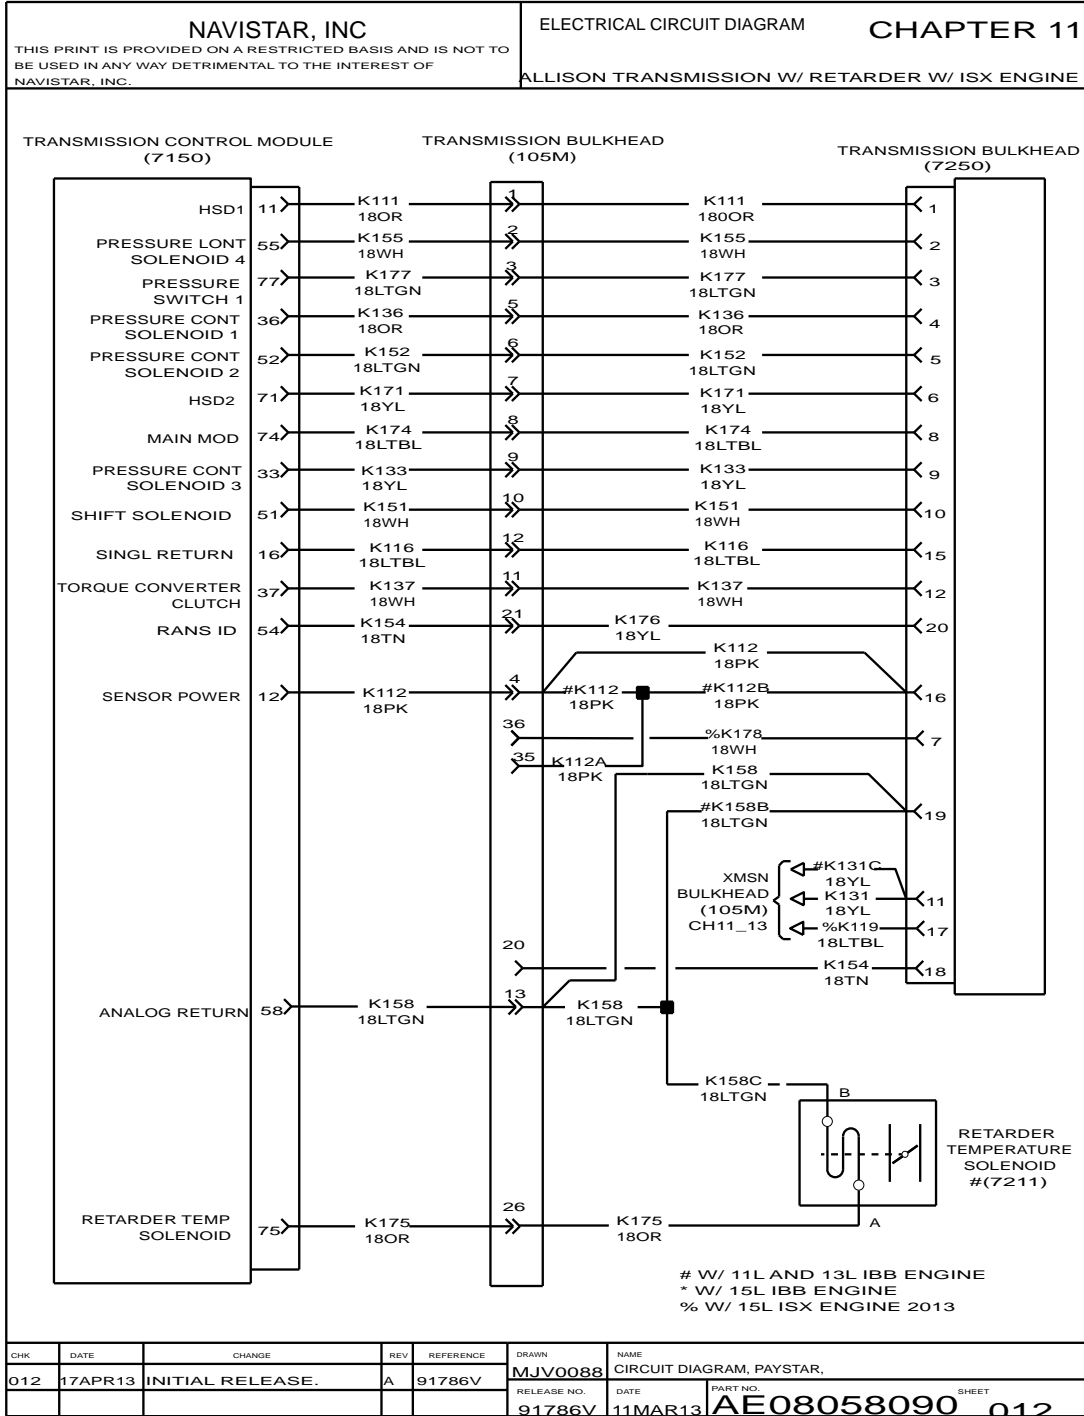 NAVISTAR, INC
THIS PRINT IS PROVIDED ON A RESTRICTED BASIS AND IS NOT TO
BE USED IN ANY WAY DETRIMENTAL TO THE INTEREST OF
NAVISTAR, INC.
ELECTRICAL CIRCUIT DIAGRAM
CHAPTER 11
ALLISON TRANSMISSION W/ RETARDER W/ ISX ENGINE
TRANSMISSION CONTROL MODULE
(7150)
TRANSMISSION BULKHEAD
(105M)
TRANSMISSION BULKHEAD
(7250)
HSD1 11 K111 1 K111 1
18OR 180OR
PRESSURE LONT 55 K155 2 K155 2
SOLENOID 4 18WH 18WH
PRESSURE 77 K177 3 K177 3
SWITCH 1 18LTGN 18LTGN
PRESSURE CONT 36 K136 5 K136 4
SOLENOID 1 18OR 18OR
PRESSURE CONT 52 K152 6 K152 5
SOLENOID 2 18LTGN 18LTGN
HSD2 71 K171 7 K171 6
18YL 18YL
MAIN MOD 74 K174 8 K174 8
18LTBL 18LTBL
PRESSURE CONT 33 K133 9 K133 9
SOLENOID 3 18YL 18YL
SHIFT SOLENOID 51 K151 10 K151 10
18WH 18WH
SINGL RETURN 16 K116 12 K116 15
18LTBL 18LTBL
TORQUE CONVERTER 37 K137 11 K137 12
CLUTCH 18WH 18WH
RANS ID 54 K154 21 K176 20
18TN 18YL
K112
18PK
SENSOR POWER 12 K112 4 #K112 #K112B 16
18PK 18PK 18PK
36 %K178 7
18WH
35 K112A
18PK
K158
18LTGN
#K158B 19
18LTGN
#K131C
18YL
XMSN
BULKHEAD
(105M)
CH11_13
K131 11
18YL
%K119 17
18LTBL
20 K154 18
18TN
ANALOG RETURN 58 K158 13 K158
18LTGN 18LTGN
K158C B
18LTGN
RETARDER
TEMPERATURE
SOLENOID
#(7211)
RETARDER TEMP 75 K175 26 K175 A
SOLENOID 18OR 18OR
# W/ 11L AND 13L IBB ENGINE
* W/ 15L IBB ENGINE
% W/ 15L ISX ENGINE 2013
CHK DATE CHANGE REV REFERENCE DRAWN NAME
012 17APR13 INITIAL RELEASE. A 91786V MJV0088 CIRCUIT DIAGRAM, PAYSTAR,
RELEASE NO. DATE PART NO. SHEET
91786V 11MAR13 AE08058090 012